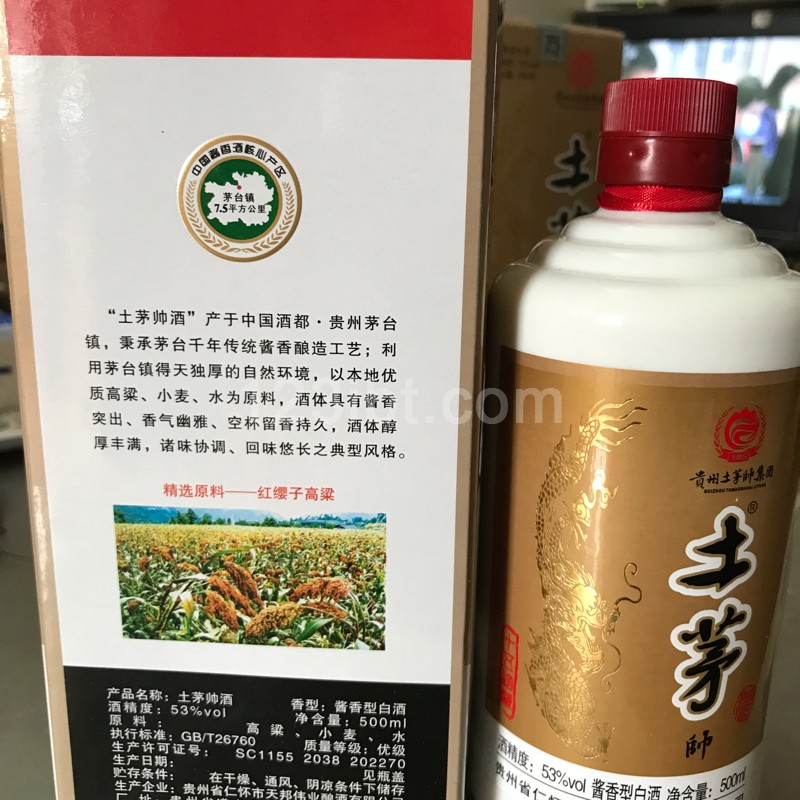 中国酱香酒核心产区
茅台镇
7.5平方公里
“土茅帅酒”产于中国酒都·贵州茅台
镇，秉承茅台千年传统酱香酿造工艺；利
用茅台镇得天独厚的自然环境，以本地优
质高粱、小麦、水为原料，酒体具有酱香
突出、香气幽雅、空杯留香持久，酒体醇
厚丰满，诸味协调、回味悠长之典型风格。
精选原料——红缨子高粱
产品名称：土茅帅酒 香型：酱香型白酒
酒精度：53%vol 净含量：500ml
原料： 高粱、小麦、水
执行标准：GB/T26760 质量等级：优级
生产许可证号： SC1155 2038 202270
生产日期： 见瓶盖
贮存条件： 在干燥、通风、阴凉条件下储存
生产企业：贵州省仁怀市天邦伟业酿酒有限公司
土茅
貴州土茅帥集团
土茅
帥
®
酒精度：53%vol 酱香型白酒 净含量：500ml
贵州省仁怀
123bt.com